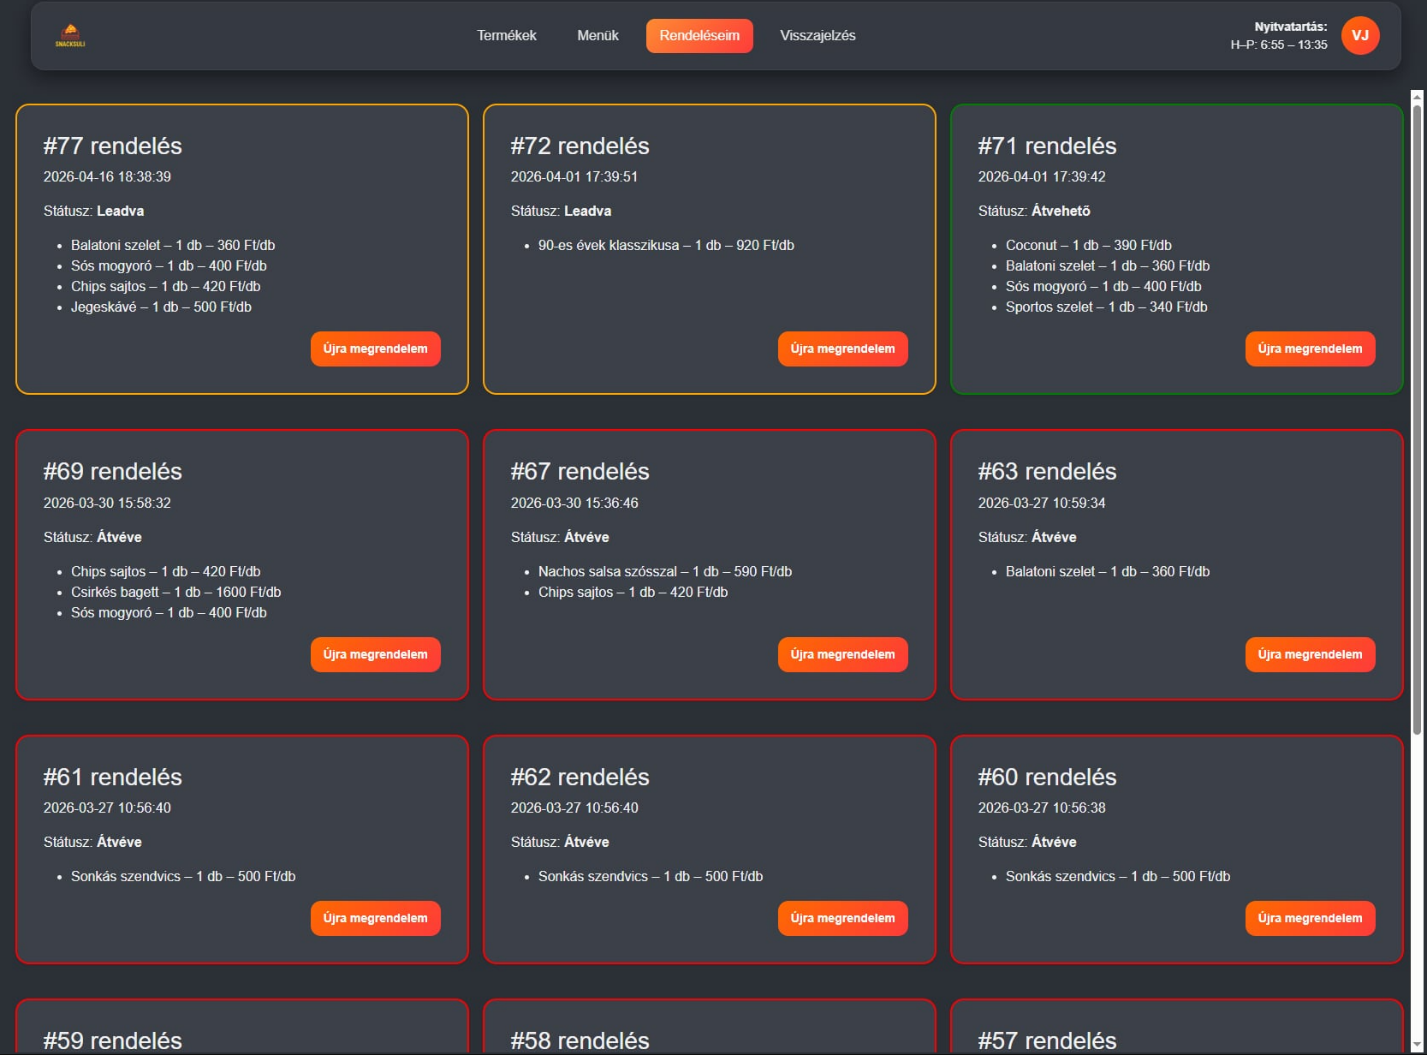 SNACKSULI
Termékek
Menük
Rendeléseim
Visszajelzés
Nyitvatartás:
H–P: 6:55 – 13:35
VJ
#77 rendelés
2026-04-16 18:38:39
Státusz: Leadva
• Balatoni szelet – 1 db – 360 Ft/db
• Sós mogyoró – 1 db – 400 Ft/db
• Chips sajtos – 1 db – 420 Ft/db
• Jegeskávé – 1 db – 500 Ft/db
Újra megrendelem
#72 rendelés
2026-04-01 17:39:51
Státusz: Leadva
• 90-es évek klasszikusa – 1 db – 920 Ft/db
Újra megrendelem
#71 rendelés
2026-04-01 17:39:42
Státusz: Átvehető
• Coconut – 1 db – 390 Ft/db
• Balatoni szelet – 1 db – 360 Ft/db
• Sós mogyoró – 1 db – 400 Ft/db
• Sportos szelet – 1 db – 340 Ft/db
Újra megrendelem
#69 rendelés
2026-03-30 15:58:32
Státusz: Átvéve
• Chips sajtos – 1 db – 420 Ft/db
• Csirkés bagett – 1 db – 1600 Ft/db
• Sós mogyoró – 1 db – 400 Ft/db
Újra megrendelem
#67 rendelés
2026-03-30 15:36:46
Státusz: Átvéve
• Nachos salsa szósszal – 1 db – 590 Ft/db
• Chips sajtos – 1 db – 420 Ft/db
Újra megrendelem
#63 rendelés
2026-03-27 10:59:34
Státusz: Átvéve
• Balatoni szelet – 1 db – 360 Ft/db
Újra megrendelem
#61 rendelés
2026-03-27 10:56:40
Státusz: Átvéve
• Sonkás szendvics – 1 db – 500 Ft/db
Újra megrendelem
#62 rendelés
2026-03-27 10:56:40
Státusz: Átvéve
• Sonkás szendvics – 1 db – 500 Ft/db
Újra megrendelem
#60 rendelés
2026-03-27 10:56:38
Státusz: Átvéve
• Sonkás szendvics – 1 db – 500 Ft/db
Újra megrendelem
#59 rendelés
#58 rendelés
#57 rendelés